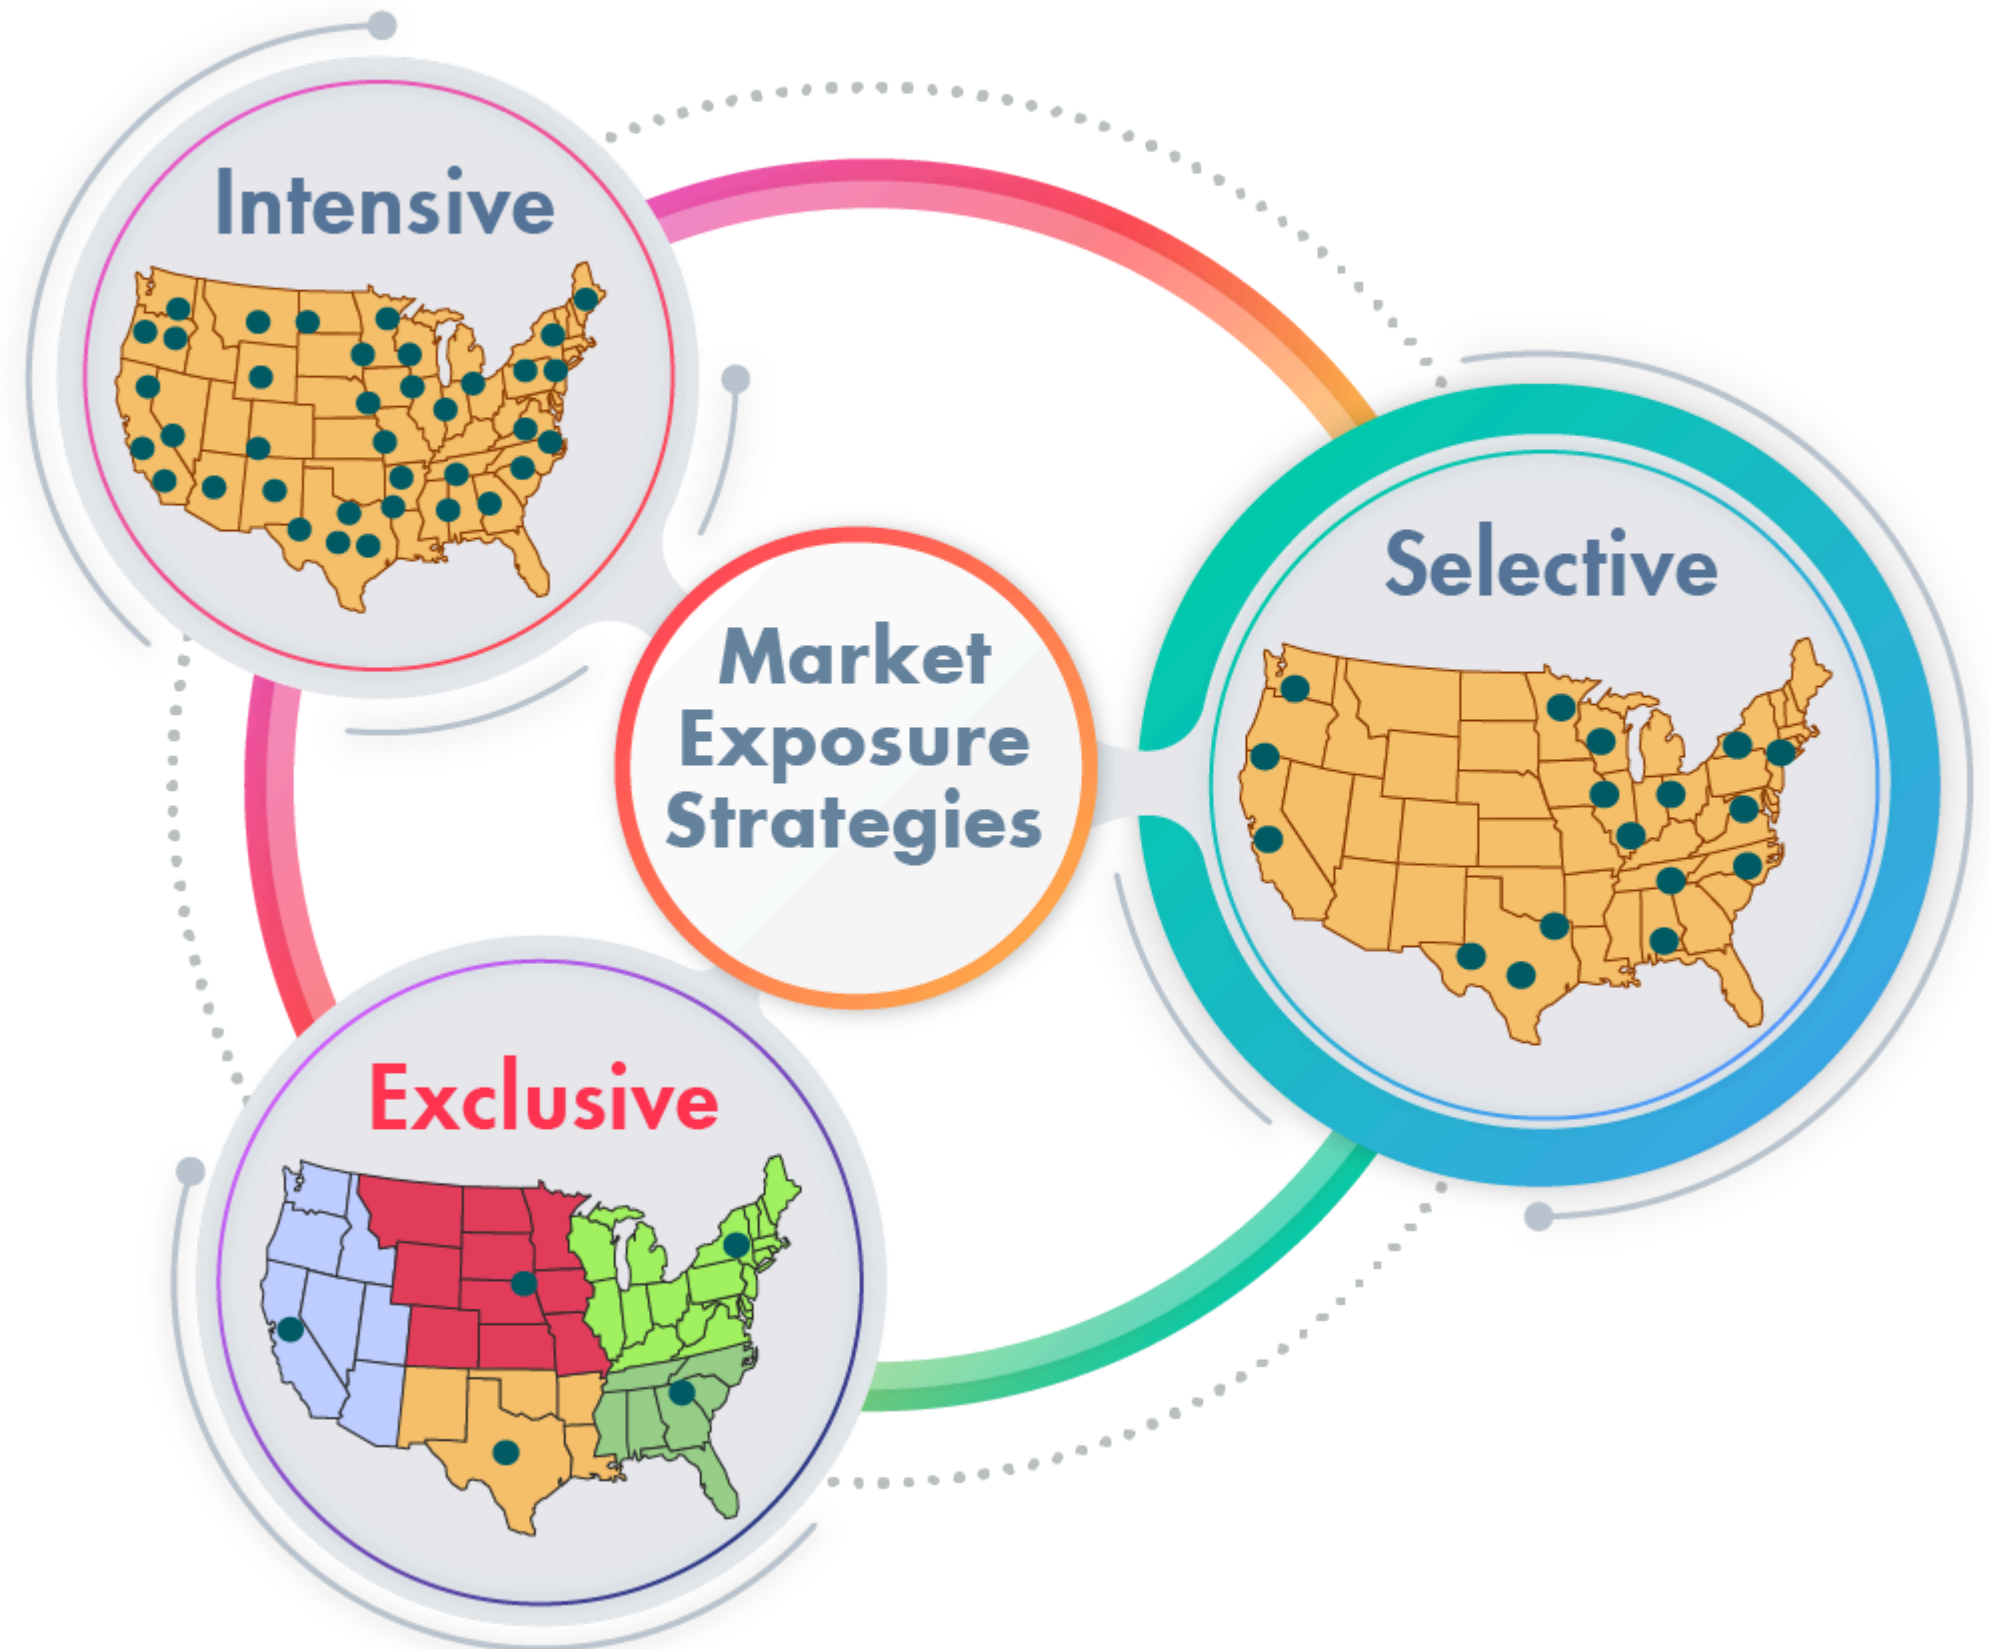 Intensive
Selective
Market
Exposure
Strategies
Exclusive